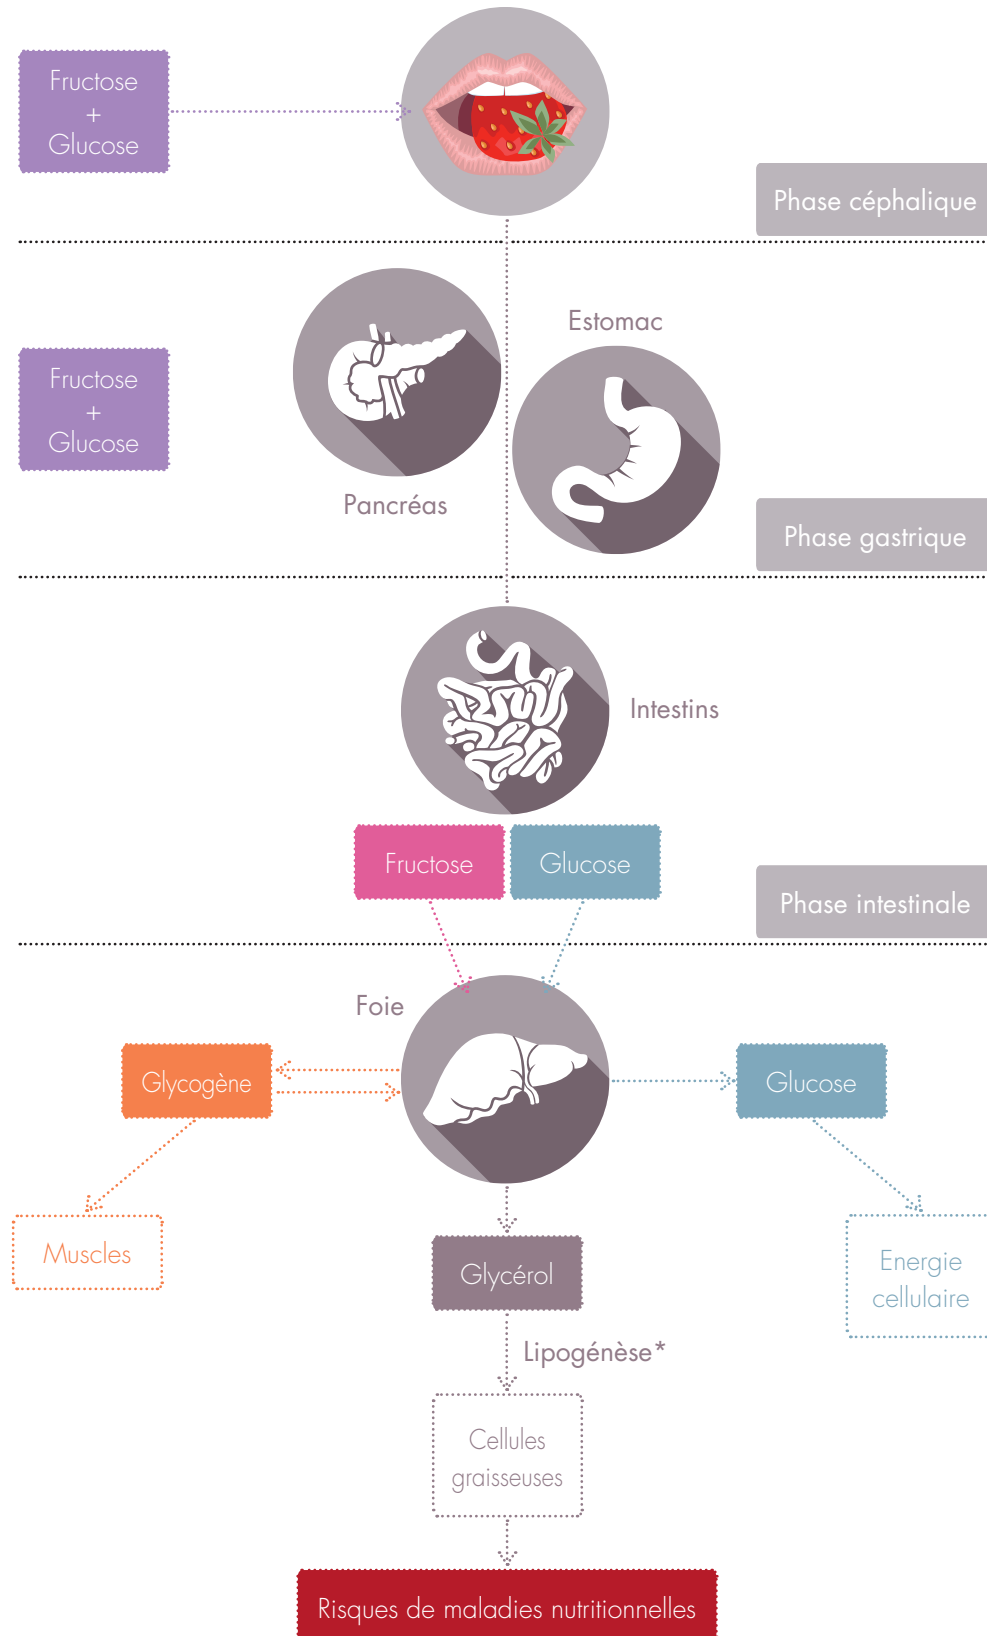 Fructose
+
Glucose
Phase céphalique
Estomac
Fructose
+
Glucose
Pancréas
Phase gastrique
Intestins
Fructose
Glucose
Phase intestinale
Foie
Glycogène
Glucose
Muscles
Energie
cellulaire
Glycérol
Lipogénèse*
Cellules
graisseuses
Risques de maladies nutritionnelles